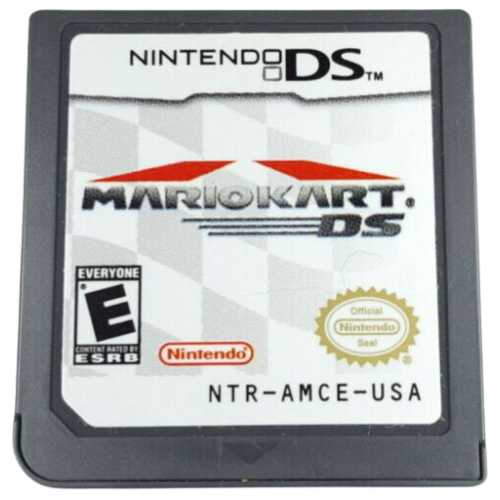 NINTENDO DS™
MARIOKART®
DS
EVERYONE
E
CONTENT RATED BY
ESRB
Nintendo
Official
Nintendo
Seal
®
NTR-AMCE-USA